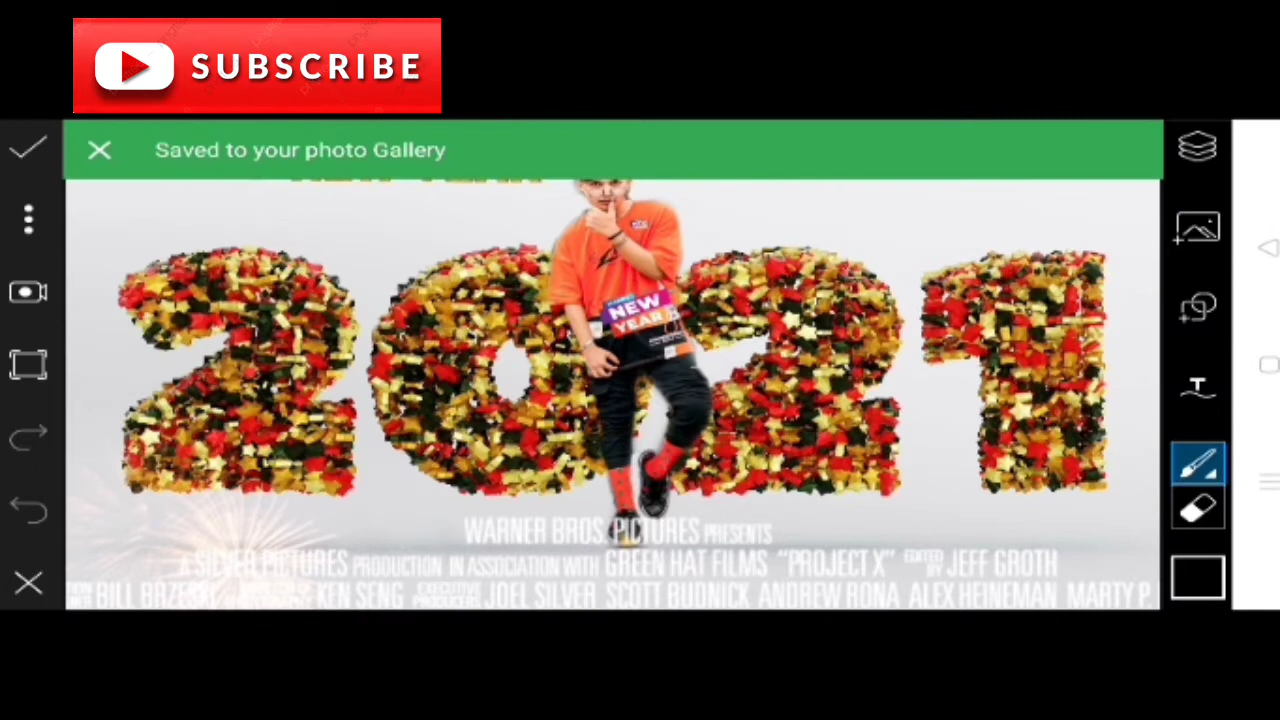 SUBSCRIBE
Saved to your photo Gallery
2021
NEW
YEAR
T
WARNER BROS. PICTURES PRESENTS
A SILVER PICTURES PRODUCTION IN ASSOCIATION WITH GREEN HAT FILMS "PROJECT X" EDITED BY JEFF GROTH
BILL KEN SENG EXECUTIVE PRODUCERS JOEL SILVER SCOTT BUDNICK ANDREW RONA ALEX HEINEMAN MARTY P.